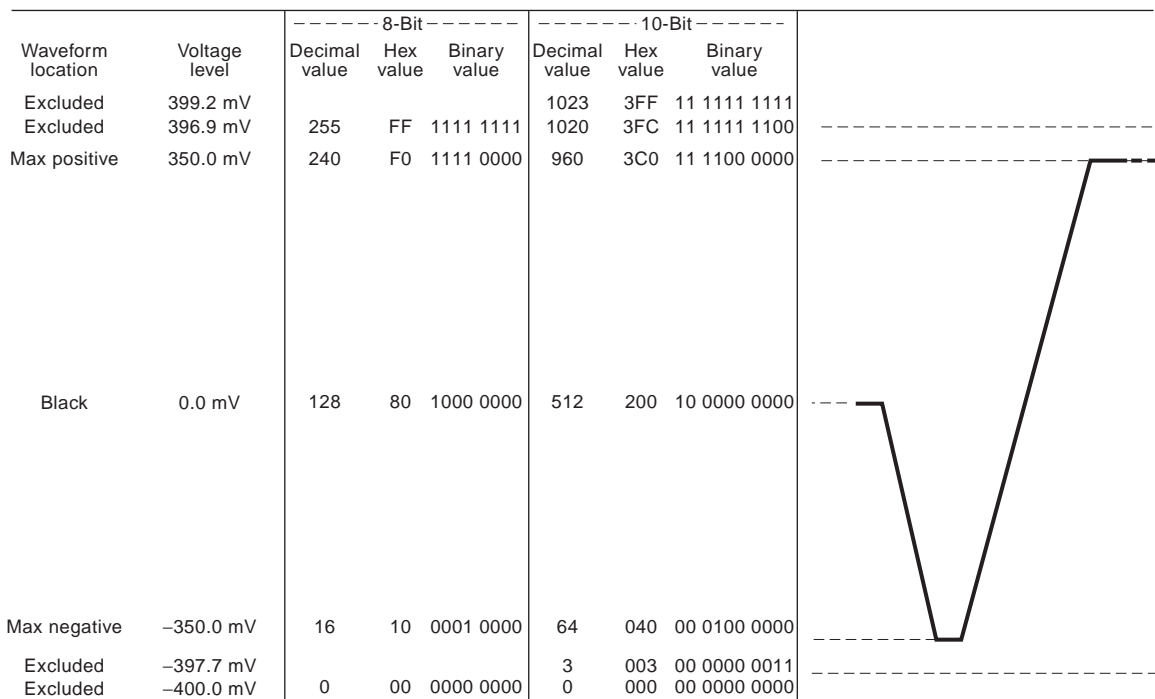 8-Bit 10-Bit
Waveform location Voltage level Decimal value Hex value Binary value Decimal value Hex value Binary value
Excluded 399.2 mV 1023 3FF 11 1111 1111
Excluded 396.9 mV 255 FF 1111 1111 1020 3FC 11 1111 1100
Max positive 350.0 mV 240 F0 1111 0000 960 3C0 11 1100 0000
Black 0.0 mV 128 80 1000 0000 512 200 10 0000 0000
Max negative −350.0 mV 16 10 0001 0000 64 040 00 0100 0000
Excluded −397.7 mV 3 003 00 0000 0011
Excluded −400.0 mV 0 00 0000 0000 0 000 00 0000 0000